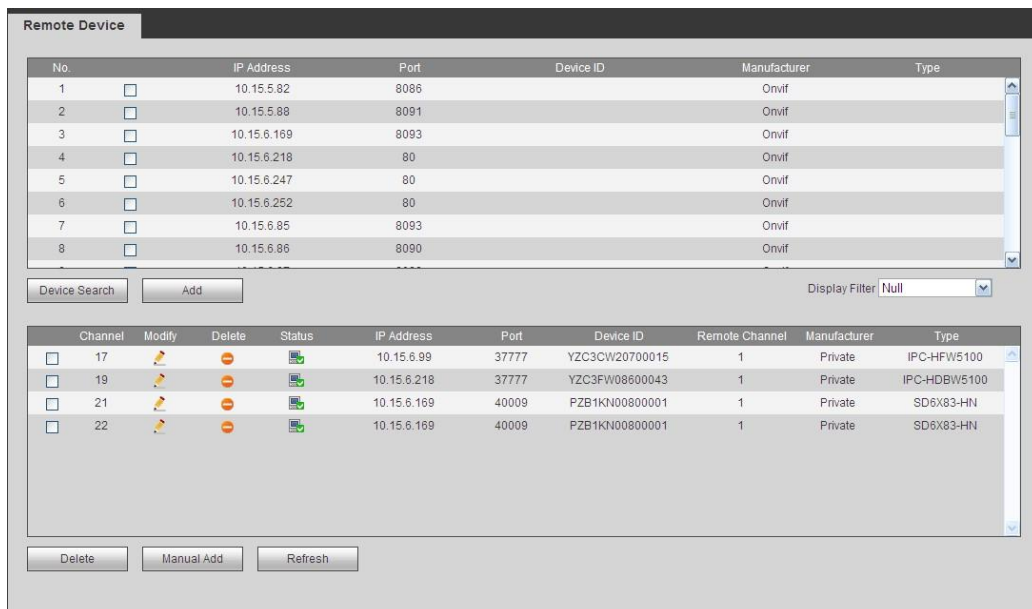 Remote Device
No. IP Address Port Device ID Manufacturer Type
1 10.15.5.82 8086 Onvif
2 10.15.5.88 8091 Onvif
3 10.15.6.169 8093 Onvif
4 10.15.6.218 80 Onvif
5 10.15.6.247 80 Onvif
6 10.15.6.252 80 Onvif
7 10.15.6.85 8093 Onvif
8 10.15.6.86 8090 Onvif
Device Search Add Display Filter Null
Channel Modify Delete Status IP Address Port Device ID Remote Channel Manufacturer Type
17 10.15.6.99 37777 YZC3CW20700015 1 Private IPC-HFW5100
19 10.15.6.218 37777 YZC3FW08600043 1 Private IPC-HDBW5100
21 10.15.6.169 40009 PZB1KN00800001 1 Private SD6X83-HN
22 10.15.6.169 40009 PZB1KN00800001 1 Private SD6X83-HN
Delete Manual Add Refresh